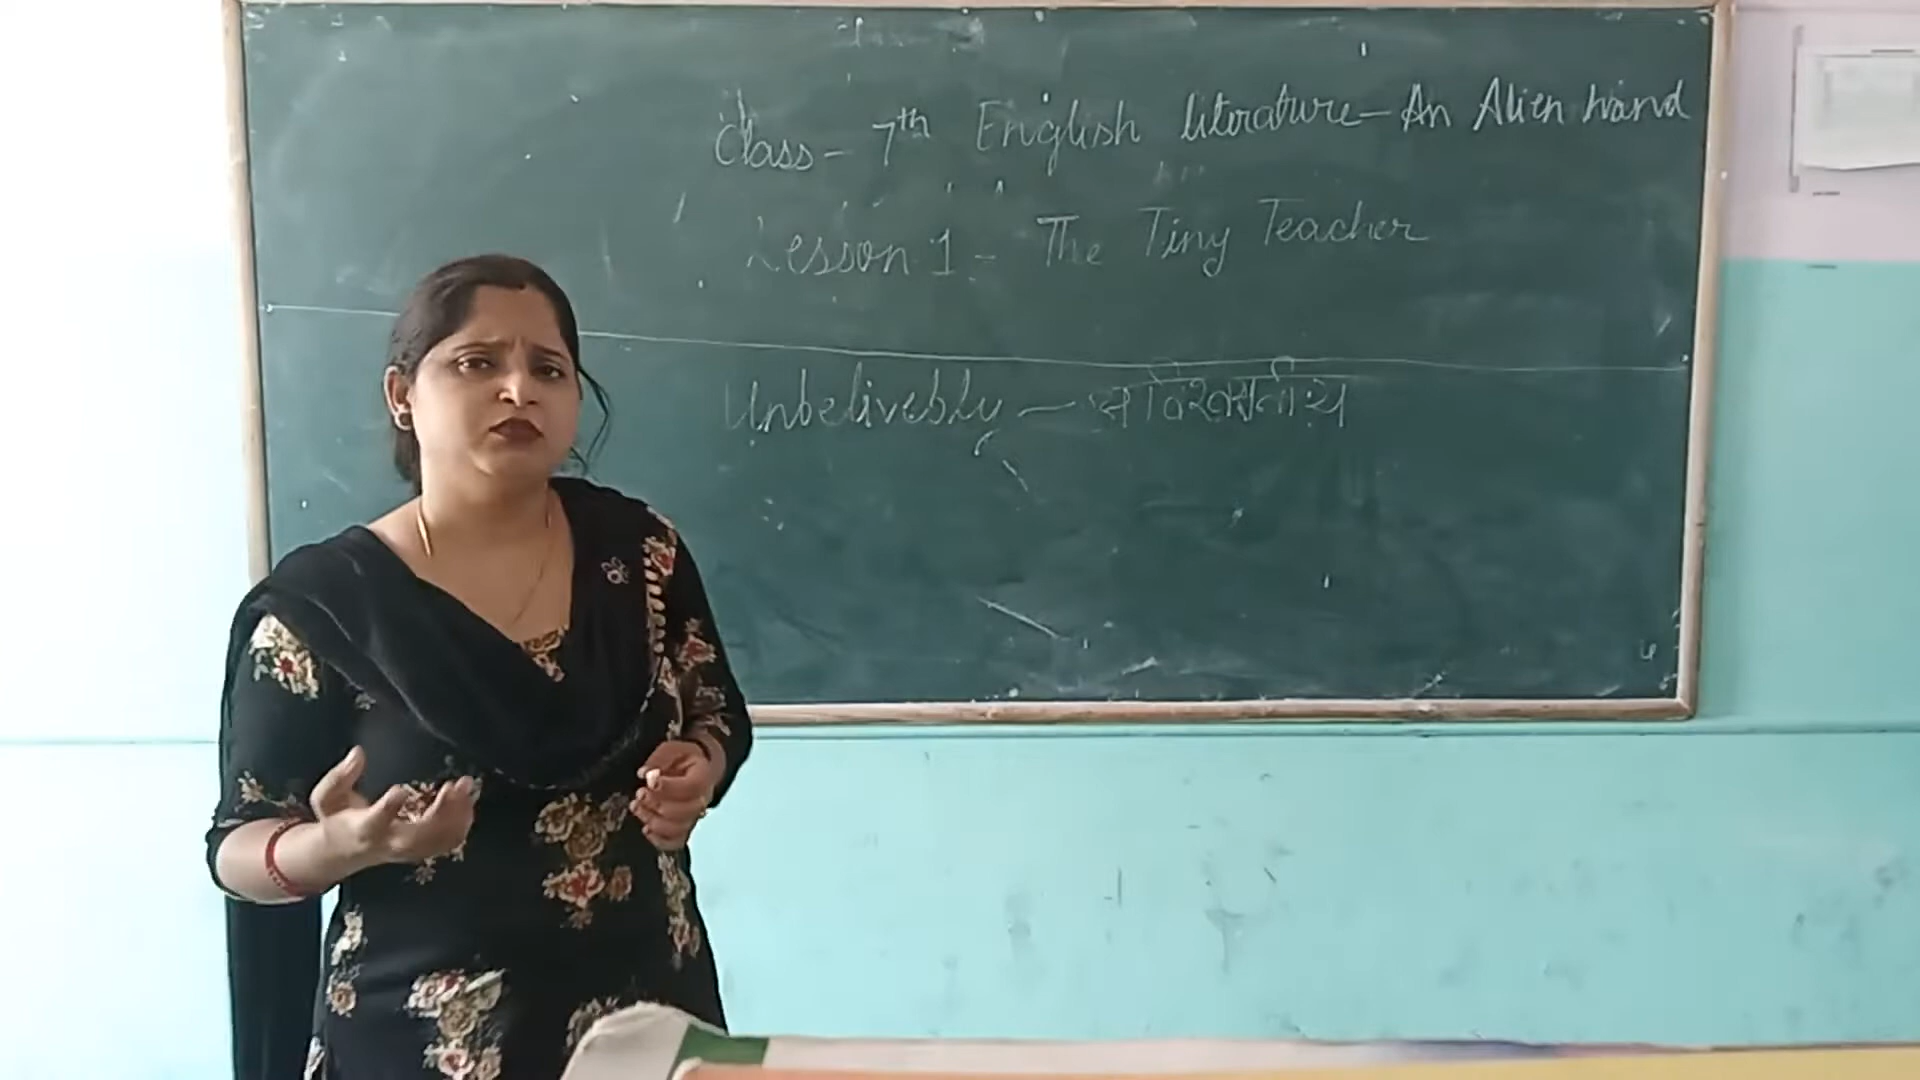 Class - 7th English literature - An Alien hand
Lesson 1 - The Tiny Teacher
Unbelivebly - अविश्वसनीय